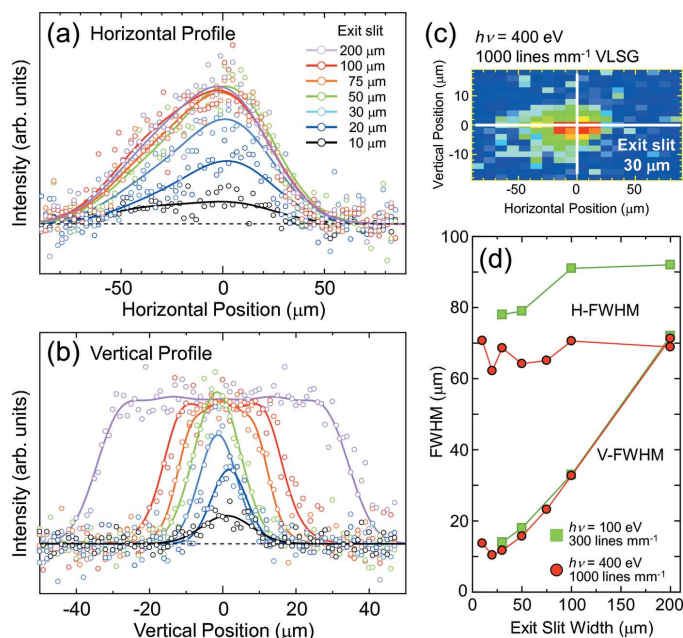 (a) Horizontal Profile
Exit slit
200 μm
100 μm
75 μm
50 μm
30 μm
20 μm
10 μm
Intensity (arb. units)
-50 0 50
Horizontal Position (μm)
(b) Vertical Profile
Intensity (arb. units)
-40 -20 0 20 40
Vertical Position (μm)
(c)
hν = 400 eV
1000 lines mm⁻¹ VLSG
Vertical Position (μm)
10
0
-10
Exit slit
30 μm
-50 0 50
Horizontal Position (μm)
(d)
100
80
60
40
20
0
FWHM (μm)
H-FWHM
V-FWHM
hν = 100 eV
300 lines mm⁻¹
hν = 400 eV
1000 lines mm⁻¹
0 50 100 150 200
Exit Slit Width (μm)